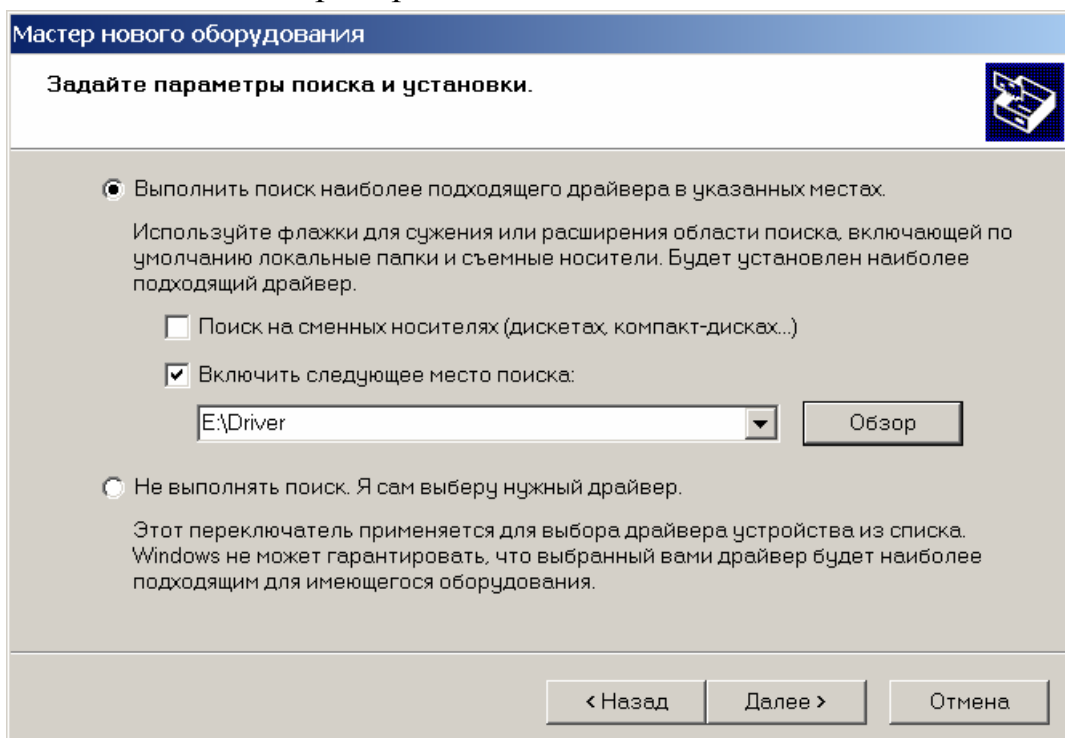 Мастер нового оборудования
Задайте параметры поиска и установки.
Выполнить поиск наиболее подходящего драйвера в указанных местах.
Используйте флажки для сужения или расширения области поиска, включающей по
умолчанию локальные папки и съемные носители. Будет установлен наиболее
подходящий драйвер.
Поиск на сменных носителях (дискетах, компакт-дисках...)
Включить следующее место поиска:
E:\Driver
Обзор
Не выполнять поиск. Я сам выберу нужный драйвер.
Этот переключатель применяется для выбора драйвера устройства из списка.
Windows не может гарантировать, что выбранный вами драйвер будет наиболее
подходящим для имеющегося оборудования.
< Назад Далее > Отмена